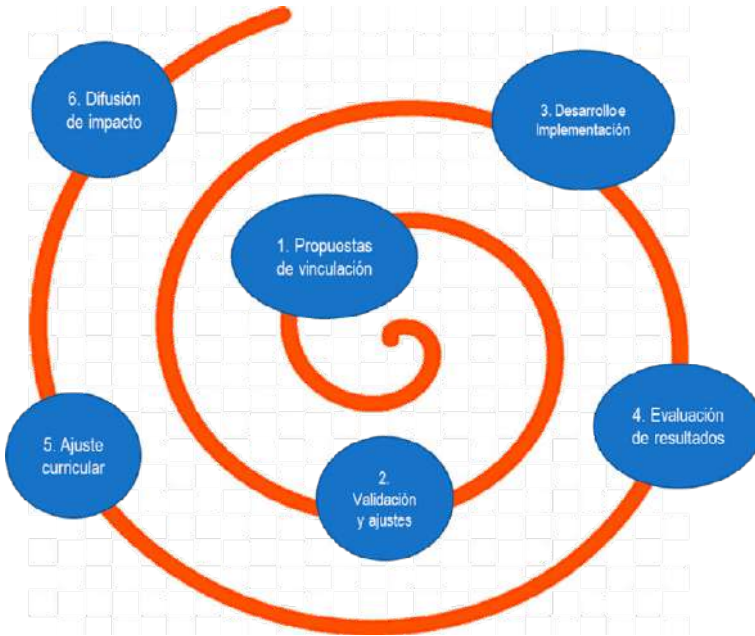 1. Propuestas
de vinculación
2.
Validación
y ajustes
3. Desarrollo e
Implementación
4. Evaluación
de resultados
5. Ajuste
curricular
6. Difusión
de impacto